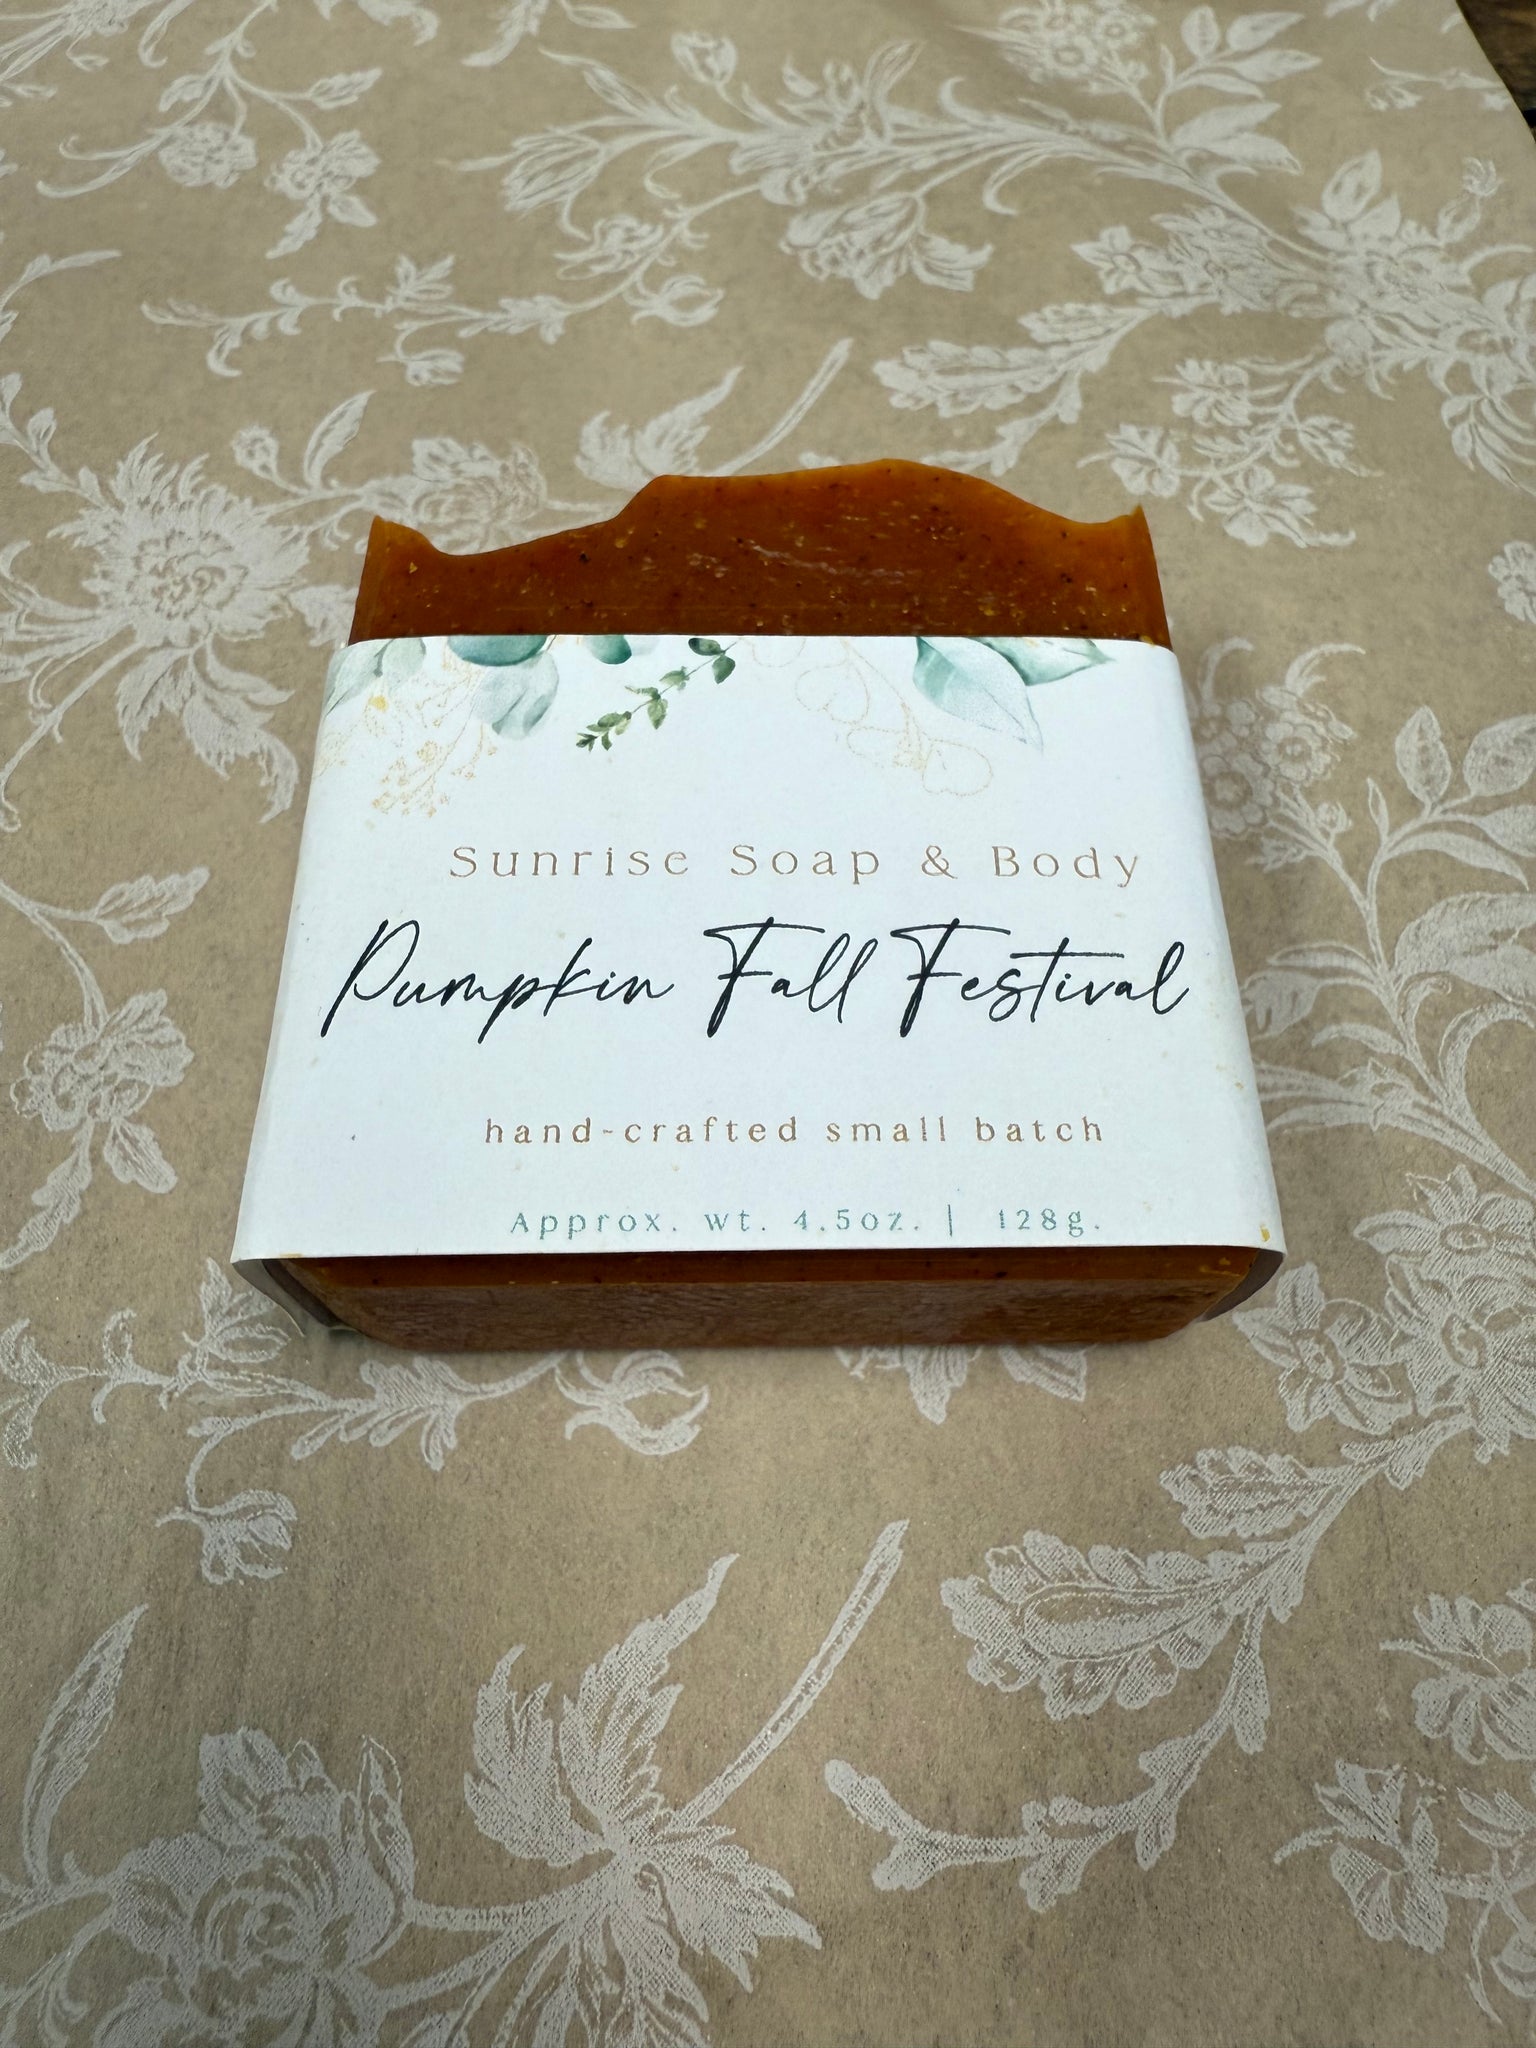 Sunrise Soap & Body
Pumpkin Fall Festival
hand-crafted small batch
Approx. wt. 4.5oz. | 128g.